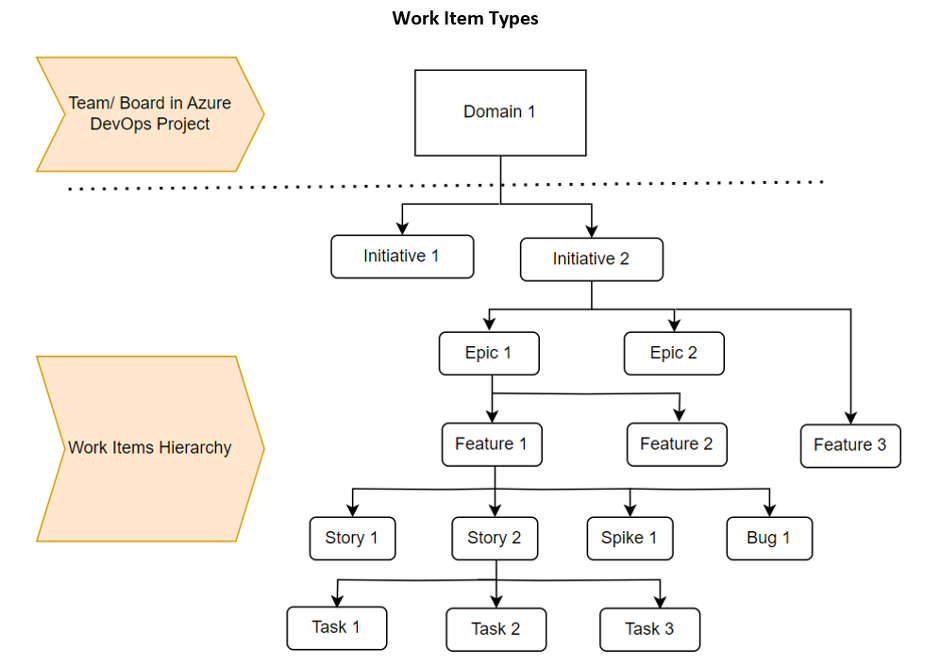 Work Item Types
Team/ Board in Azure
DevOps Project
Domain 1
Initiative 1
Initiative 2
Epic 1
Epic 2
Work Items Hierarchy
Feature 1
Feature 2
Feature 3
Story 1
Story 2
Spike 1
Bug 1
Task 1
Task 2
Task 3